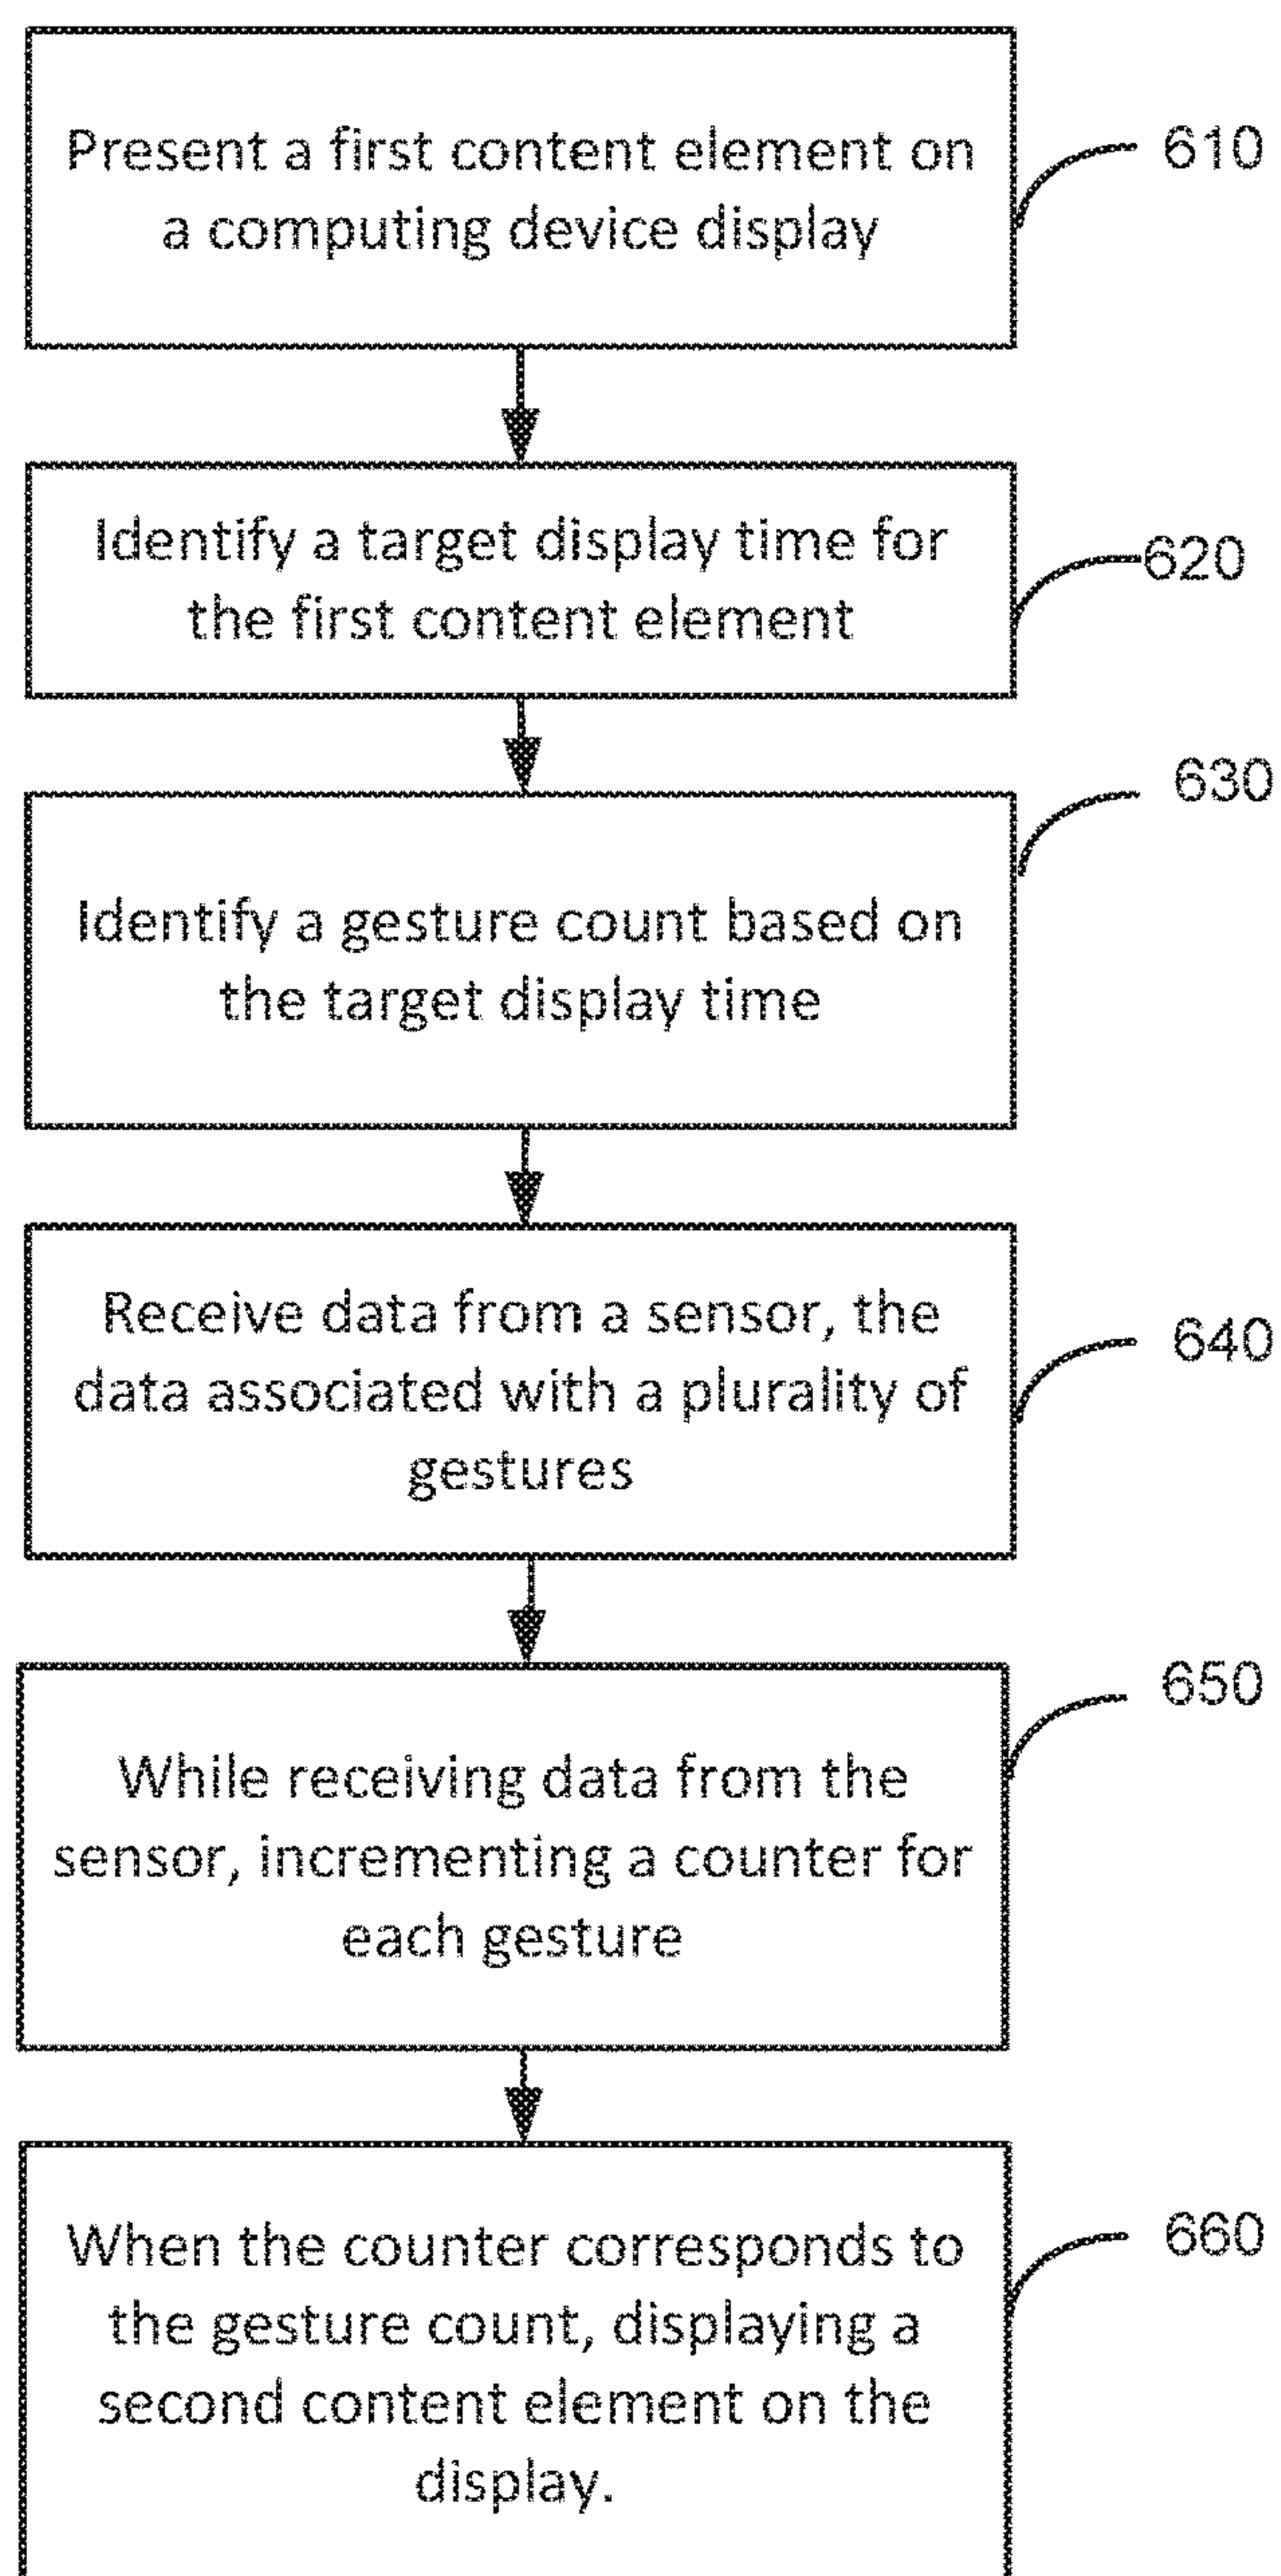 Present a first content element on
a computing device display
610
Identify a target display time for
the first content element
620
630
Identify a gesture count based on
the target display time
Receive data from a sensor, the
data associated with a plurality of
gestures
640
650
While receiving data from the
sensor, incrementing a counter for
each gesture
When the counter corresponds to
the gesture count, displaying a
second content element on the
display.
660